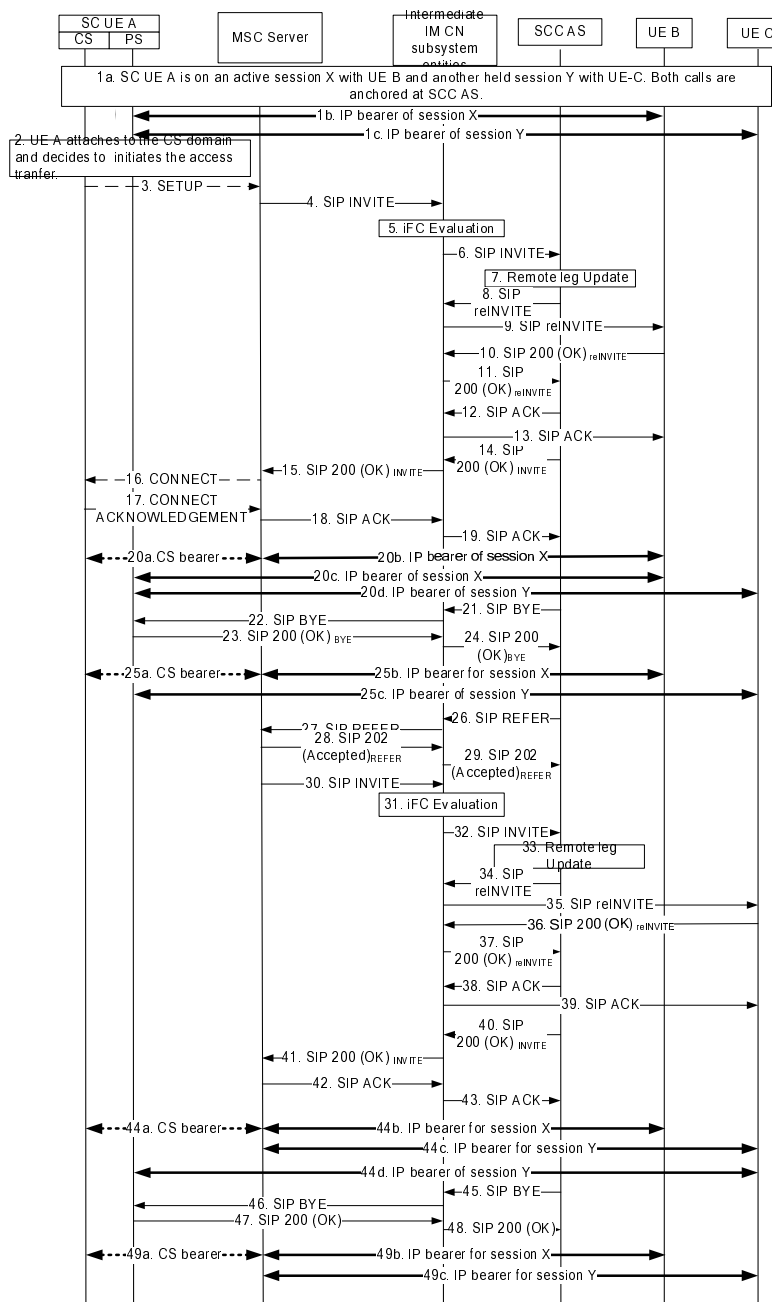 SC UE A
CS
PS
MSC Server
Intermediate
IM CN
subsystem
entities
SCC AS
UE B
UE C
1a. SC UE A is on an active session X with UE B and another held session Y with UE-C. Both calls are
anchored at SCC AS.
1b. IP bearer of session X
1c. IP bearer of session Y
2. UE A attaches to the CS domain
and decides to initiates the access
tranfer.
3. SETUP
4. SIP INVITE
5. iFC Evaluation
6. SIP INVITE
7. Remote leg Update
8. SIP
reINVITE
9. SIP reINVITE
10. SIP 200 (OK) reINVITE
11. SIP
200 (OK) reINVITE
12. SIP ACK
13. SIP ACK
14. SIP
200 (OK) INVITE
15. SIP 200 (OK) INVITE
16. CONNECT
17. CONNECT
ACKNOWLEDGEMENT
18. SIP ACK
19. SIP ACK
20a.CS bearer
20b. IP bearer of session X
20c. IP bearer of session X
20d. IP bearer of session Y
21. SIP BYE
22. SIP BYE
23. SIP 200 (OK) BYE
24. SIP 200
(OK)BYE
25a. CS bearer
25b. IP bearer for session X
25c. IP bearer of session Y
26. SIP REFER
27. SIP REFER
28. SIP 202
(Accepted)REFER
29. SIP 202
(Accepted)REFER
30. SIP INVITE
31. iFC Evaluation
32. SIP INVITE
33. Remote leg
Update
34. SIP
reINVITE
35. SIP reINVITE
36. SIP 200 (OK) reINVITE
37. SIP
200 (OK) reINVITE
38. SIP ACK
39. SIP ACK
40. SIP
200 (OK) INVITE
41. SIP 200 (OK) INVITE
42. SIP ACK
43. SIP ACK
44a. CS bearer
44b. IP bearer for session X
44c. IP bearer for session Y
44d. IP bearer of session Y
45. SIP BYE
46. SIP BYE
47. SIP 200 (OK)
48. SIP 200 (OK)
49a. CS bearer
49b. IP bearer for session X
49c. IP bearer for session Y